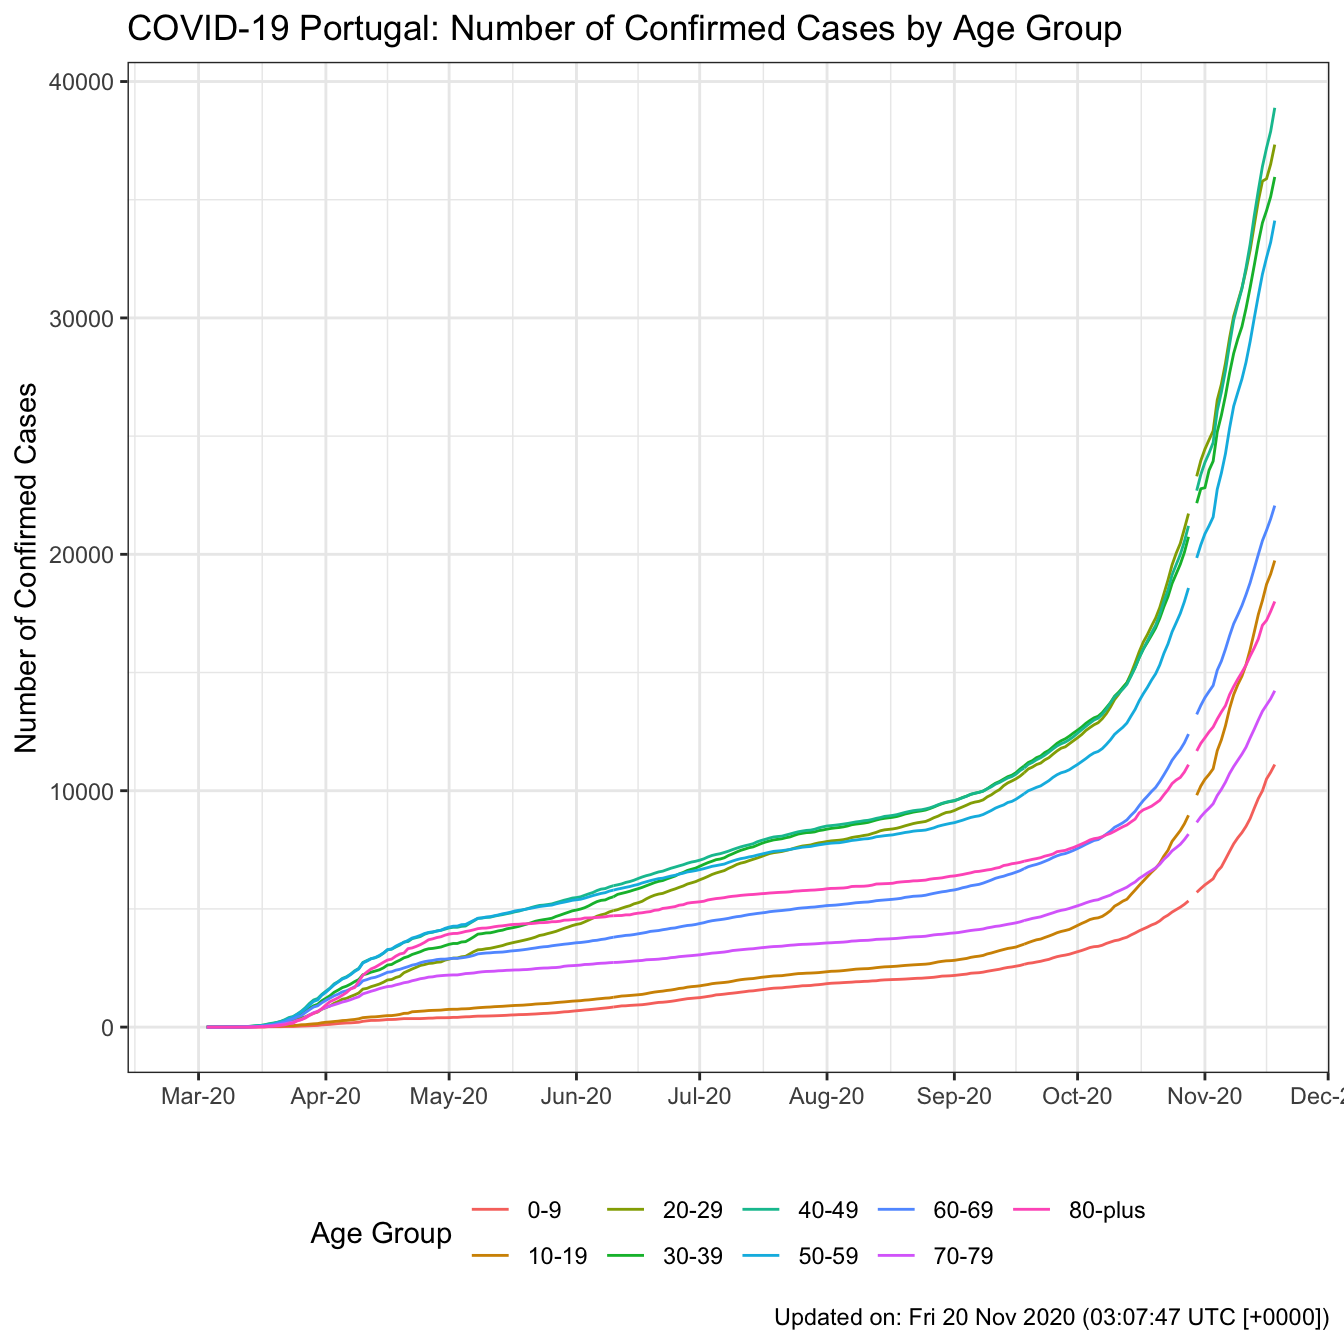 COVID-19 Portugal: Number of Confirmed Cases by Age Group
Number of Confirmed Cases
40000
30000
20000
10000
0
Mar-20 Apr-20 May-20 Jun-20 Jul-20 Aug-20 Sep-20 Oct-20 Nov-20 Dec-2
Age Group
0-9 20-29 40-49 60-69 80-plus
10-19 30-39 50-59 70-79
Updated on: Fri 20 Nov 2020 (03:07:47 UTC [+0000])